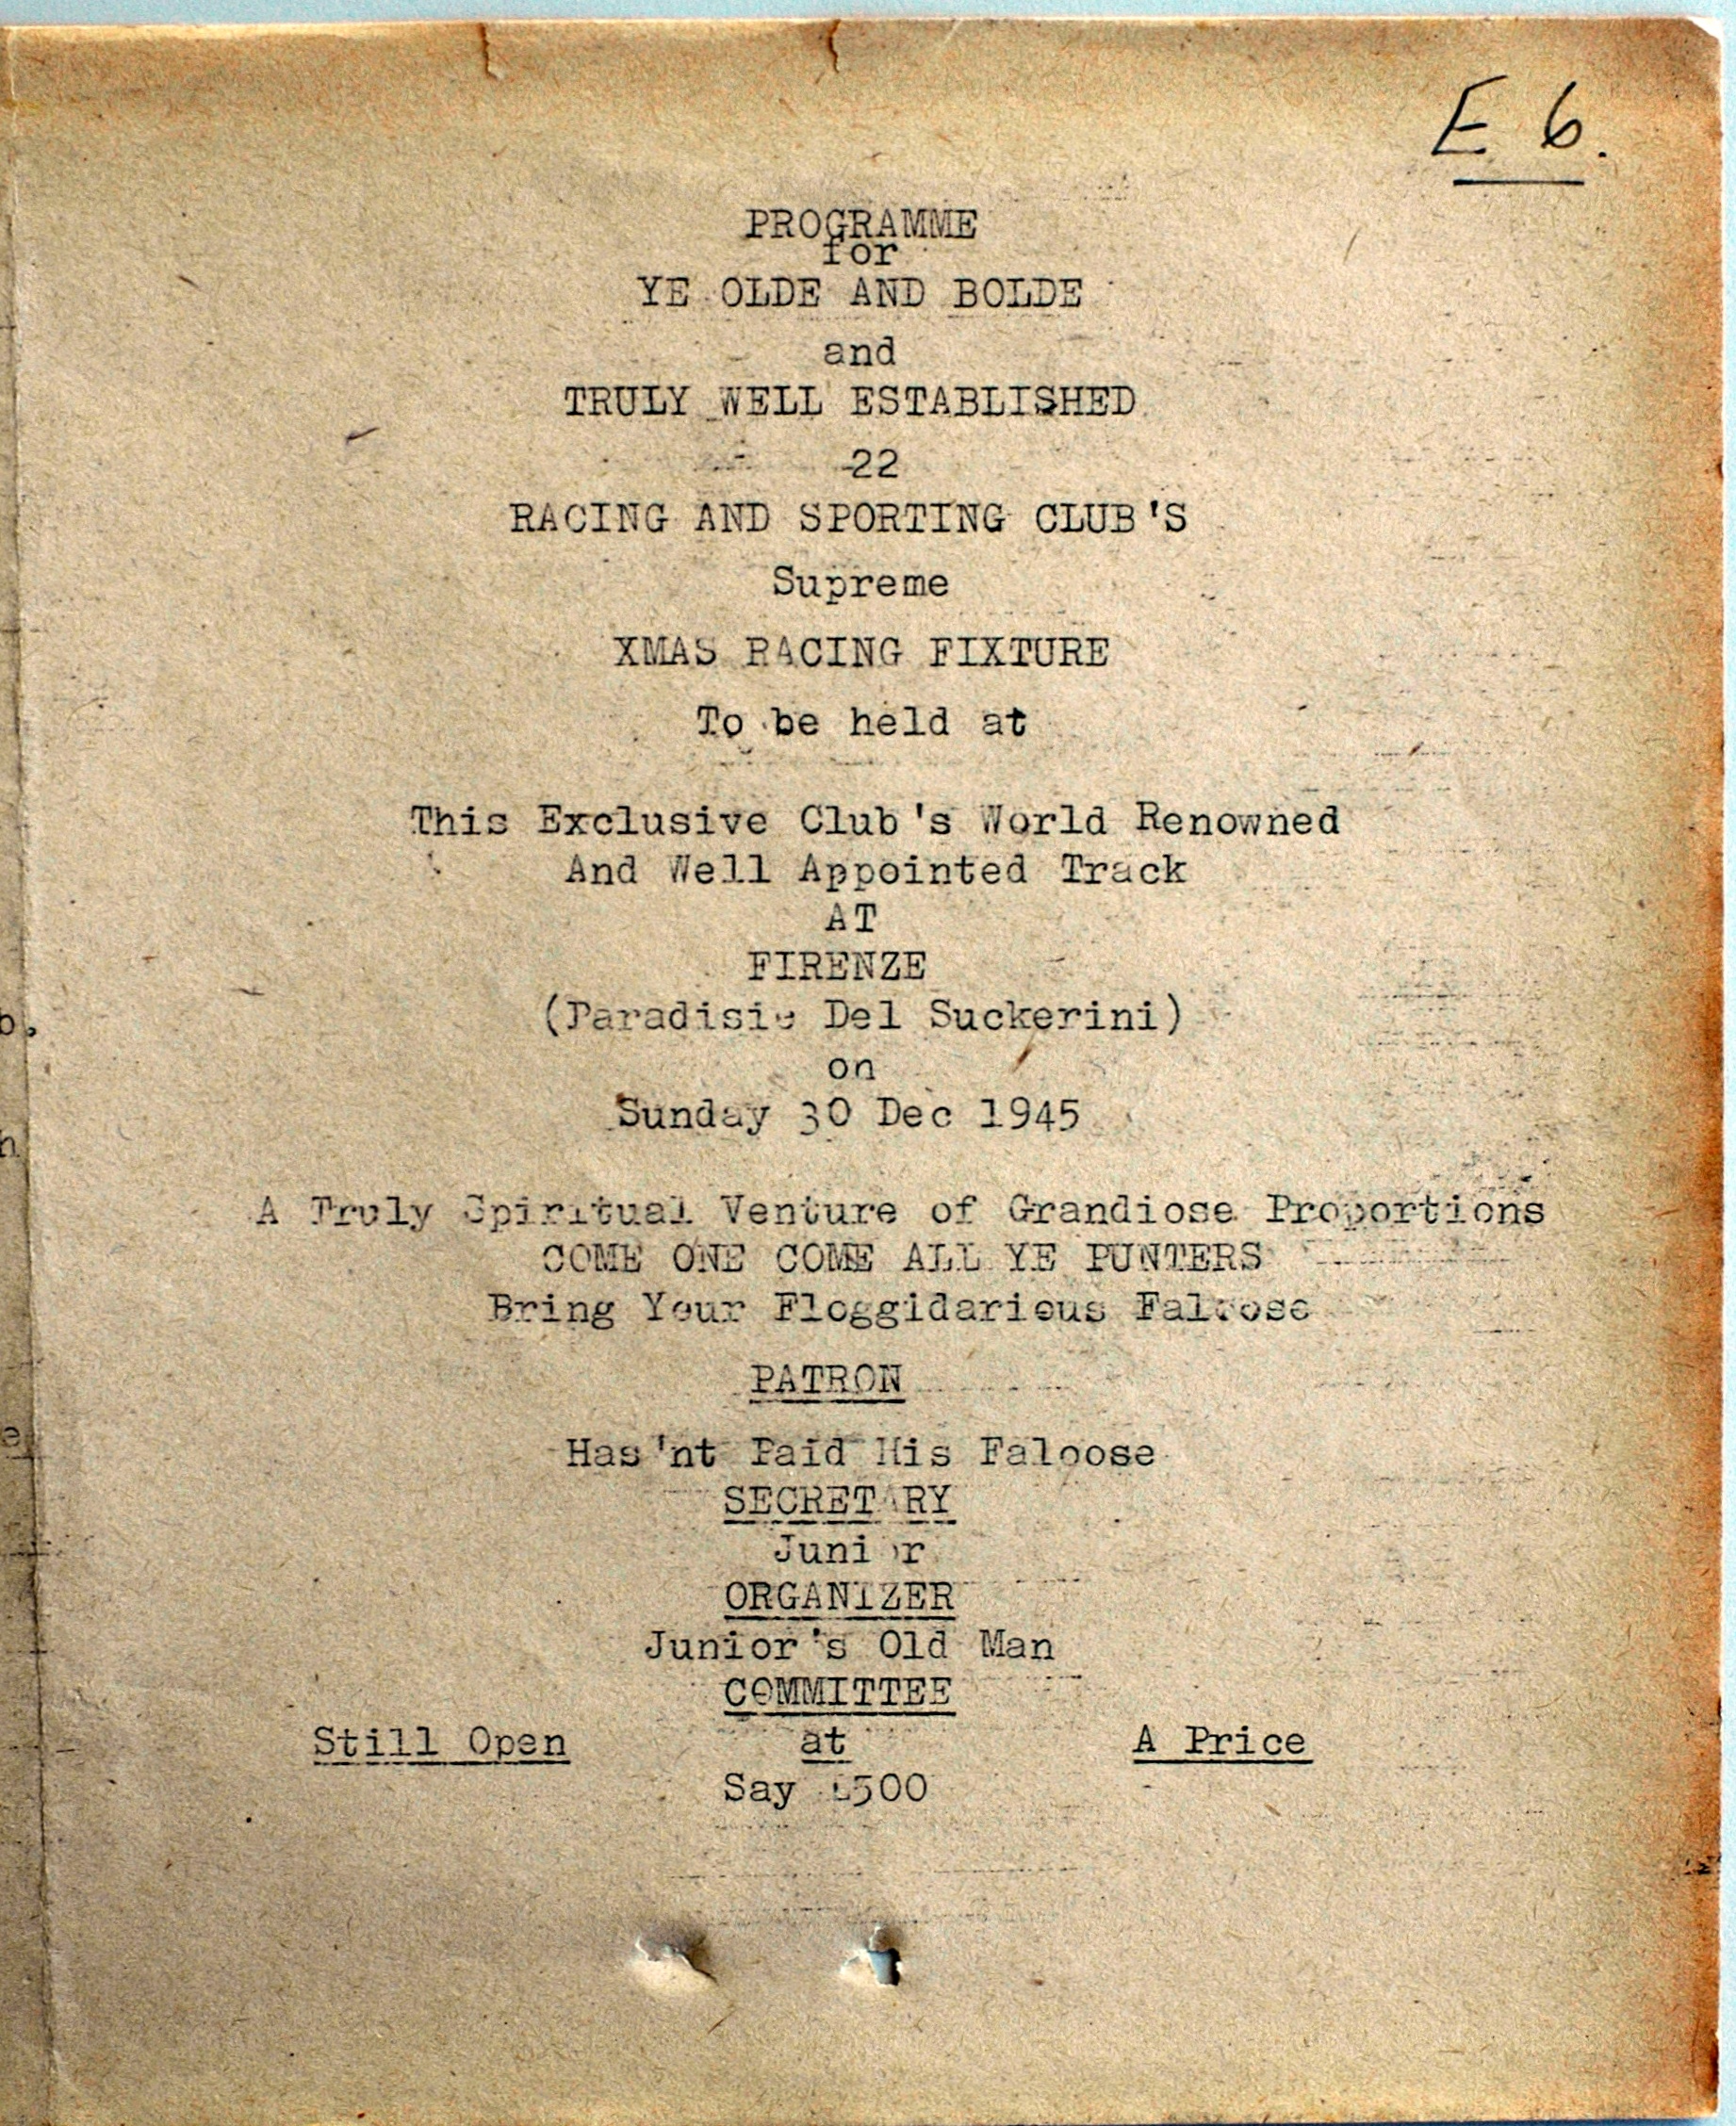 E 6.
PROGRAMME
for
YE OLDE AND BOLDE
and
TRULY WELL ESTABLISHED
22
RACING AND SPORTING CLUB'S
Supreme
XMAS RACING FIXTURE
To be held at
This Exclusive Club's World Renowned
And Well Appointed Track
AT
FIRENZE
(Paradisie Del Suckerini)
on
Sunday 30 Dec 1945
A Truly Spiritual Venture of Grandiose Proportions
COME ONE COME ALL YE PUNTERS
Bring Your Floggidarious Faloose
PATRON
Has'nt Paid His Faloose
SECRETARY
Junior
ORGANIZER
Junior's Old Man
COMMITTEE
Still Open at A Price
Say £500